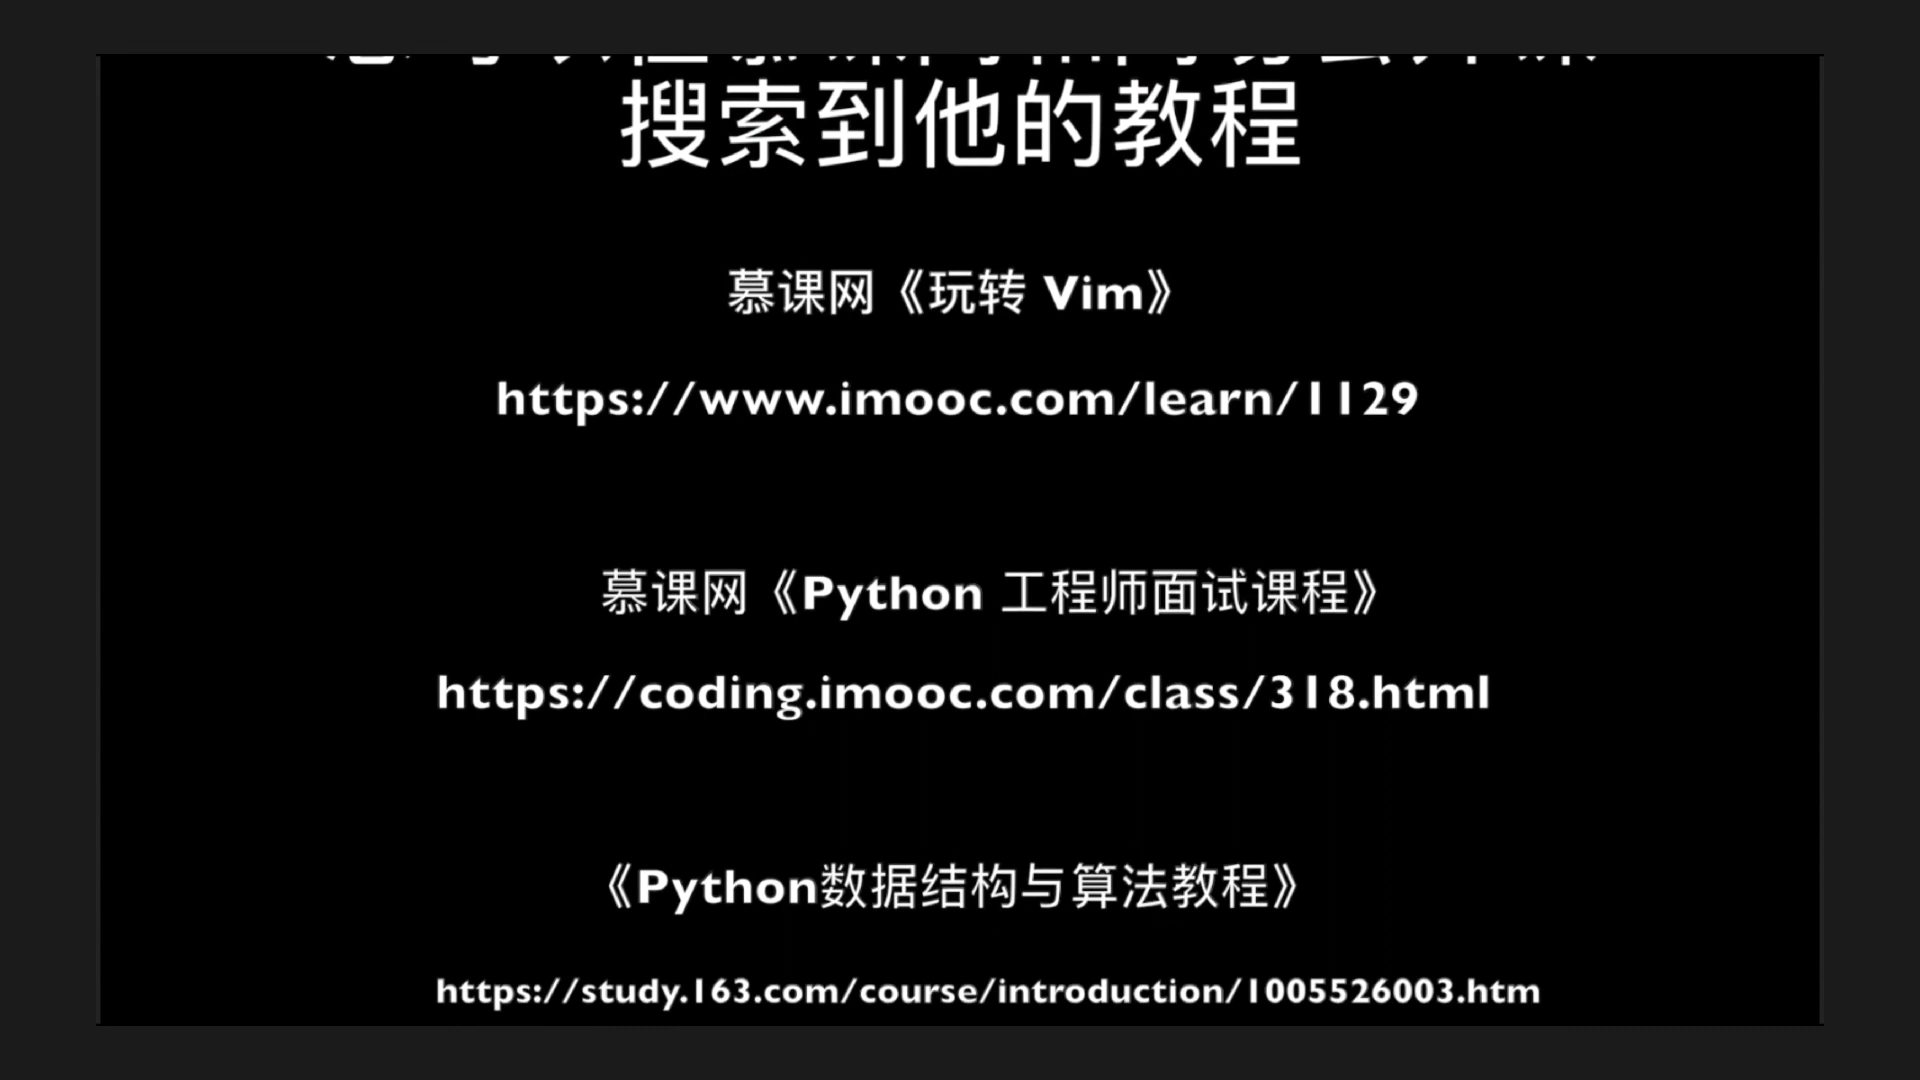 搜索到他的教程
慕课网《玩转 Vim》
https://www.imooc.com/learn/1129
慕课网《Python 工程师面试课程》
https://coding.imooc.com/class/318.html
《Python数据结构与算法教程》
https://study.163.com/course/introduction/1005526003.htm